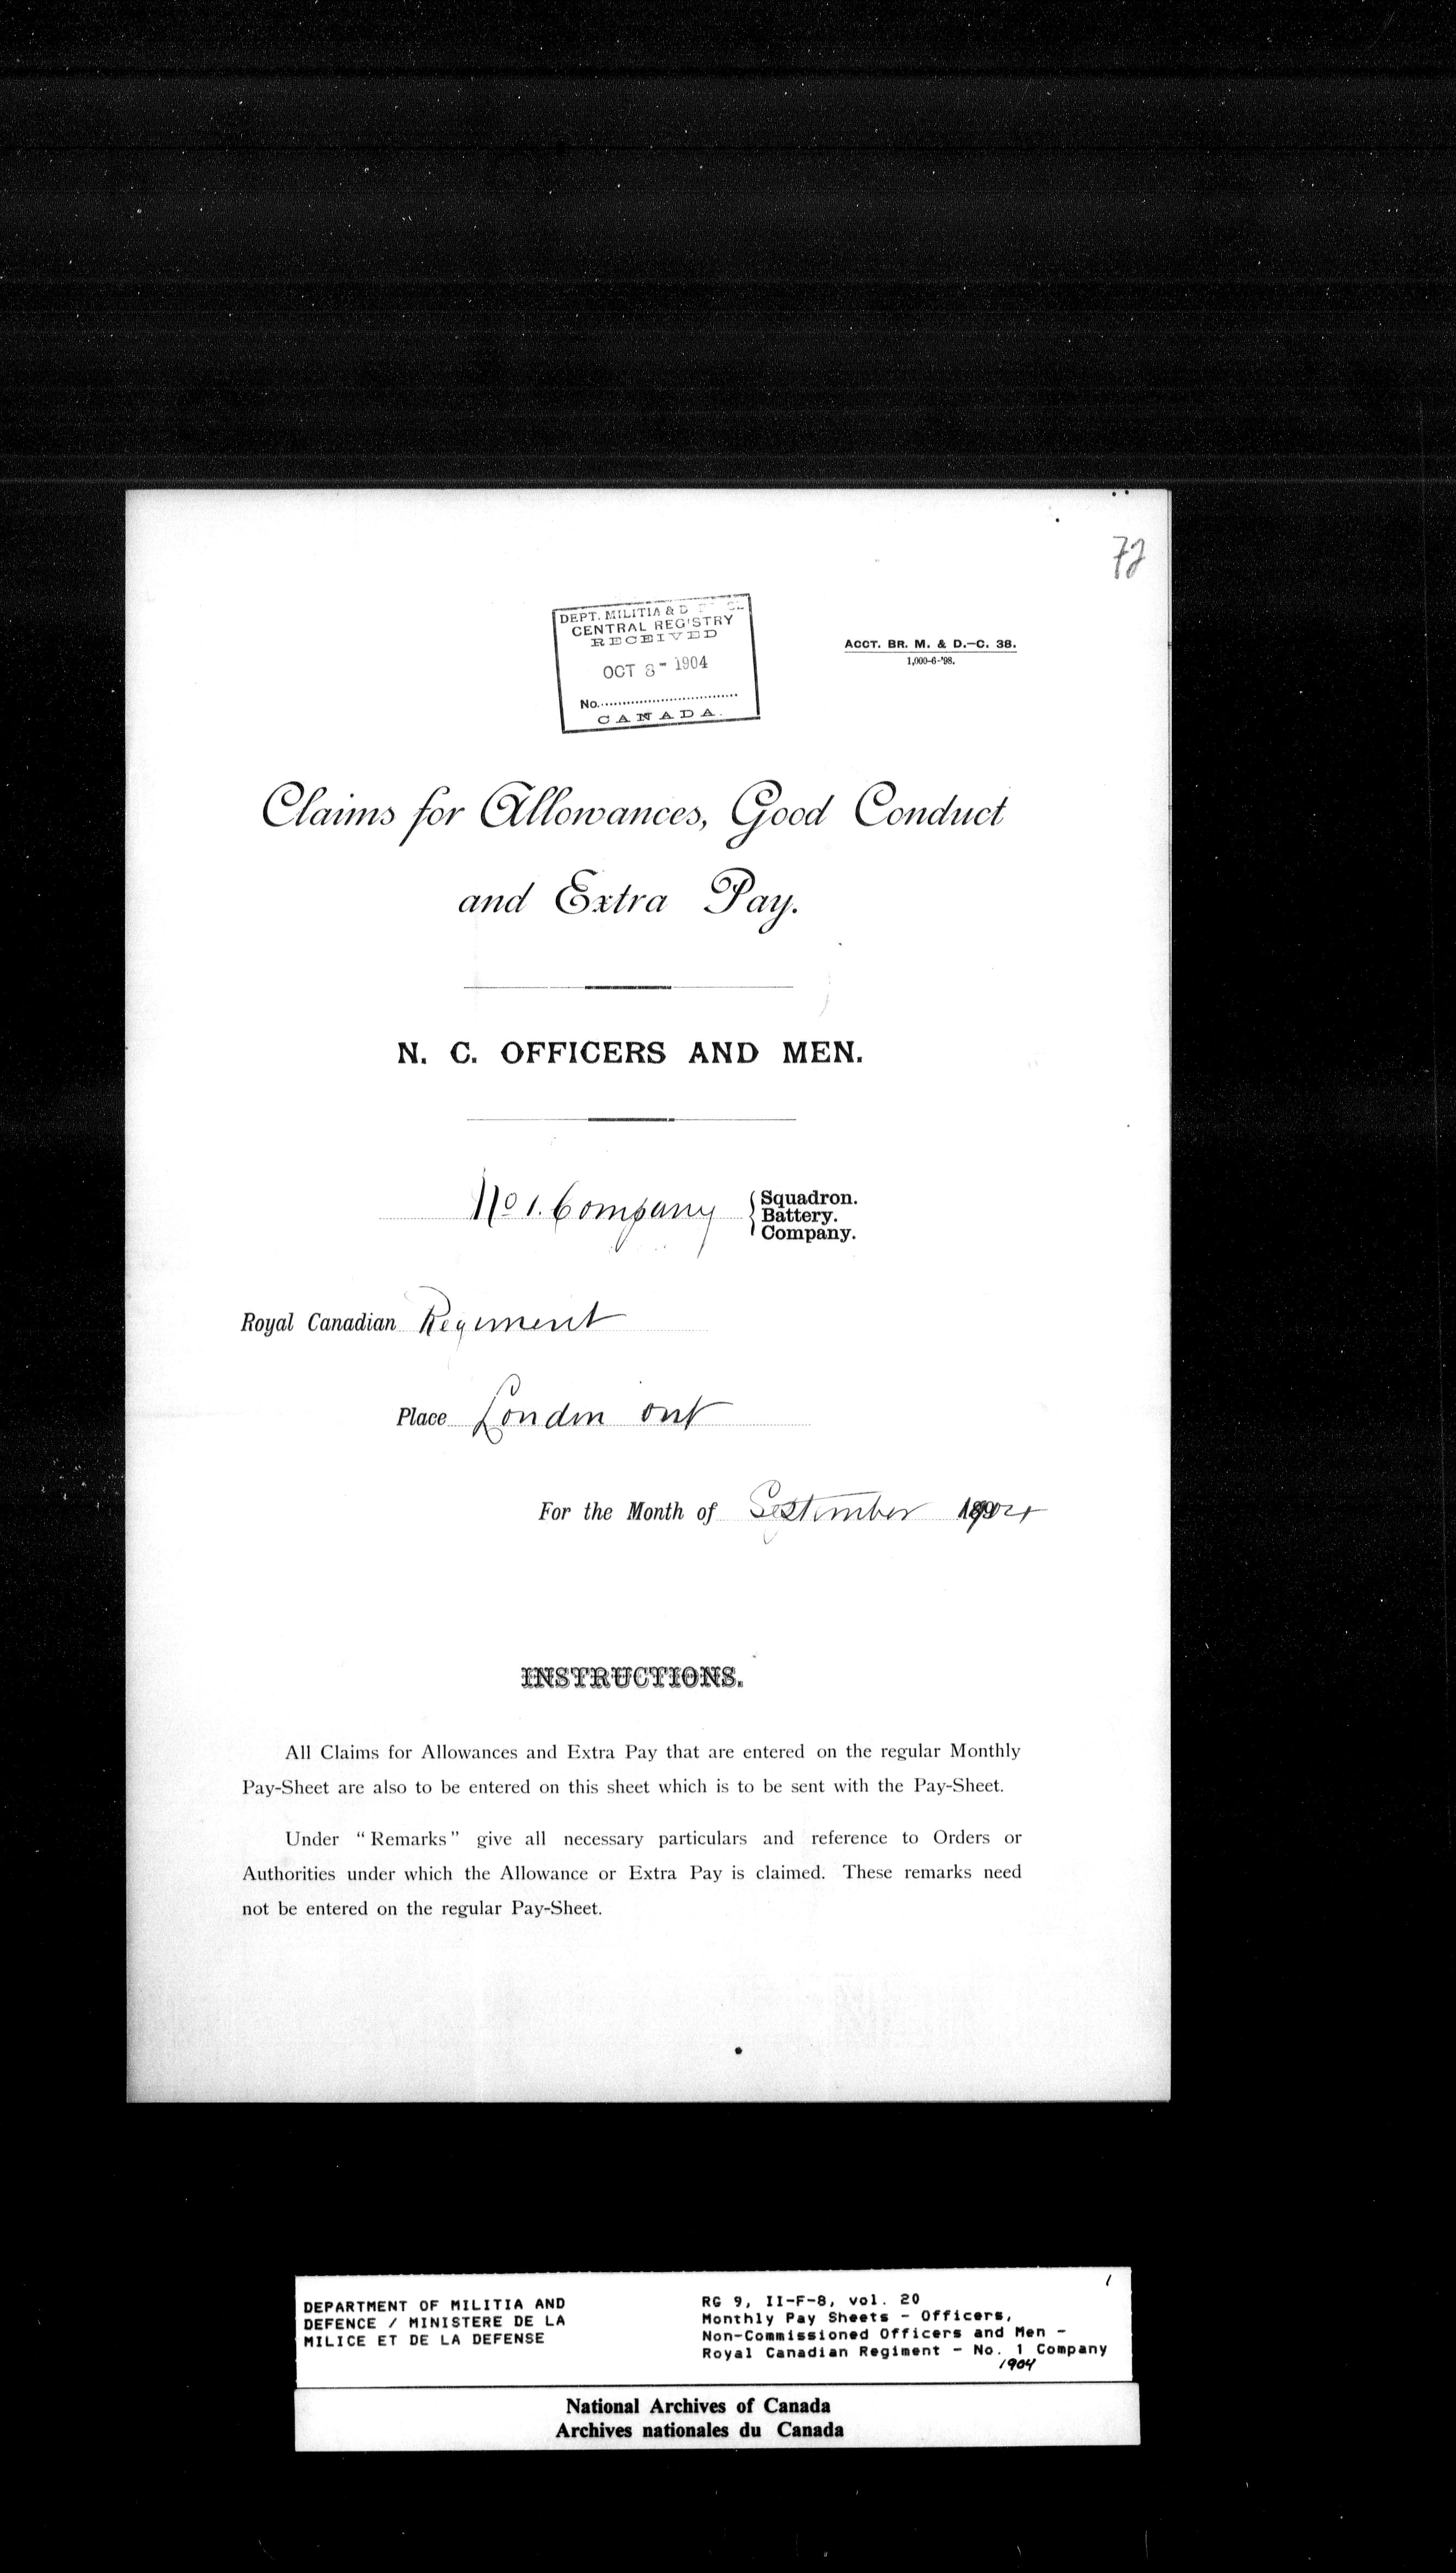 72
DEPT. MILITIA & D
CENTRAL REG'STRY
RECEIVED
OCT 8- 1904
No.
CANADA.
ACCT. BR. M. & D.—C. 38.
1,000-6-'98.
Claims for Allowances, Good Conduct
and Extra Pay.
N. C. OFFICERS AND MEN.
No 1. Company { Squadron.
Battery.
Company.
Royal Canadian Regiment
Place London Ont
For the Month of September 1904
INSTRUCTIONS.
All Claims for Allowances and Extra Pay that are entered on the regular Monthly
Pay-Sheet are also to be entered on this sheet which is to be sent with the Pay-Sheet.
Under "Remarks" give all necessary particulars and reference to Orders or
Authorities under which the Allowance or Extra Pay is claimed. These remarks need
not be entered on the regular Pay-Sheet.
1
DEPARTMENT OF MILITIA AND
DEFENCE / MINISTERE DE LA
MILICE ET DE LA DEFENSE
RG 9, II-F-8, vol. 20
Monthly Pay Sheets - Officers,
Non-Commissioned Officers and Men -
Royal Canadian Regiment - No. 1 Company
1904
National Archives of Canada
Archives nationales du Canada